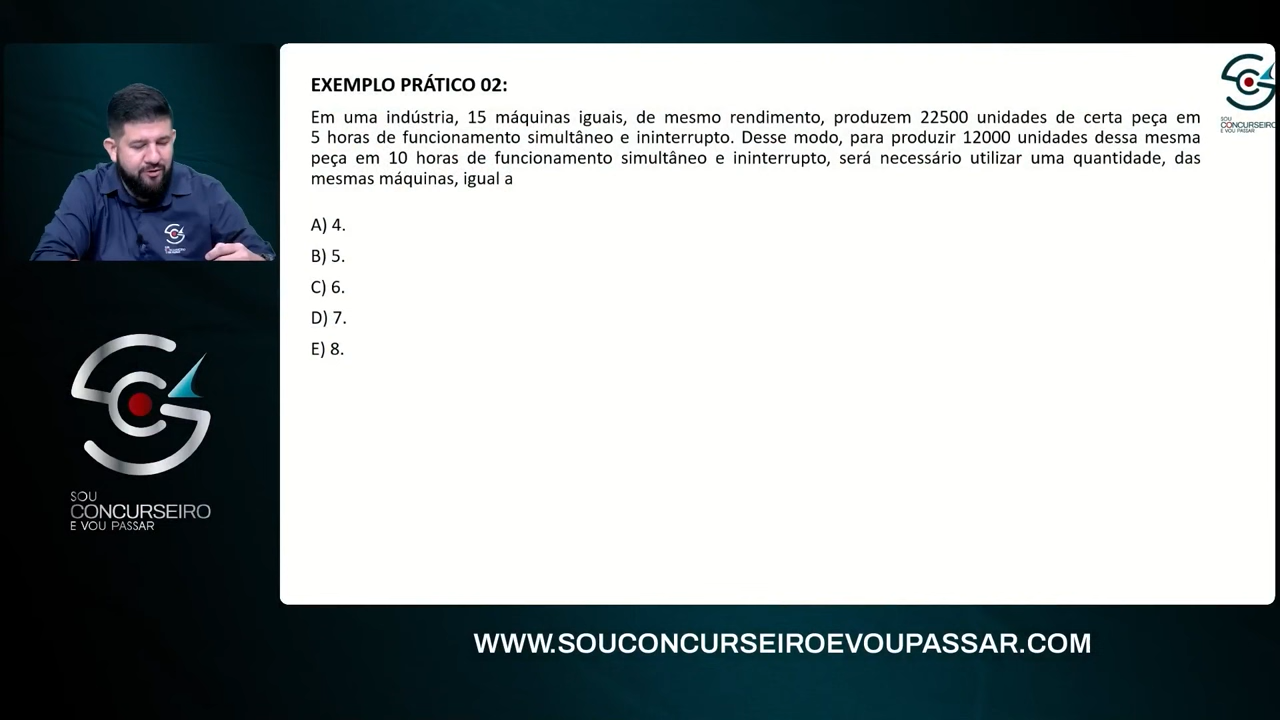 EXEMPLO PRÁTICO 02:
Em uma indústria, 15 máquinas iguais, de mesmo rendimento, produzem 22500 unidades de certa peça em
5 horas de funcionamento smultâneo e ininterrupto. Desse modo, para produzir 12000 unidades dessa mesma
peça em 10 horas de funcionamento simultâneo e ininterrupto, será necessário utilizar uma quantidade, das
mesmas máquinas, igual a
A) 4.
B) 5.
C) 6.
D) 7.
E) 8.
SOU
CONCURSEIRO
E VOU PASSAR
SOU
CONCURSEIRO
E VOU PASSAR
WWW.SOUCONCURSEIROEVOUPASSAR.COM